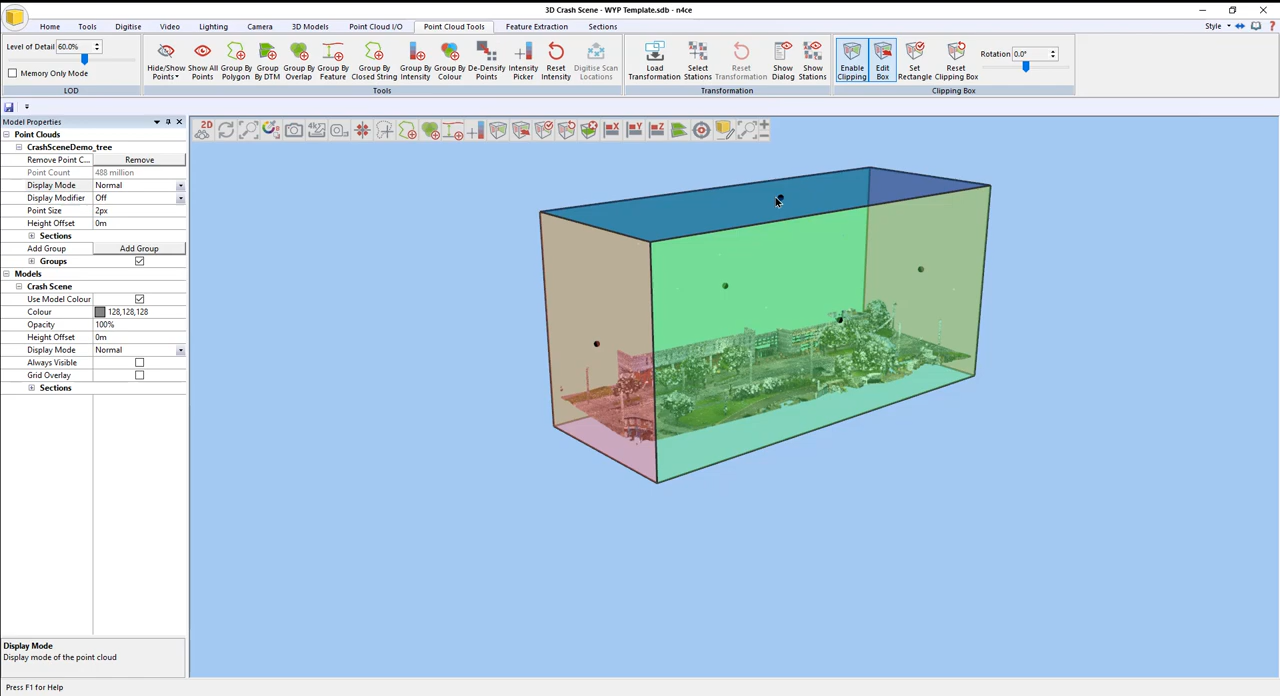 3D Crash Scene - WYP Template.sdb - n4ce
Home Tools Digitise Video Lighting Camera 3D Models Point Cloud I/O Point Cloud Tools Feature Extraction Sections Style
Level of Detail 60.0%
Memory Only Mode
LOD
Hide/Show Points
Show All Points
Group By Polygon
Group By DTM
Group By Overlap
Group By Feature
Group By Closed String
Group By Intensity
Group By Colour
De-Densify Points
Intensity Picker
Reset Intensity
Digitise Scan Locations
Tools
Load Transformation
Select Stations
Reset Transformation
Show Dialog
Show Stations
Transformation
Enable Clipping
Edit Box
Set Rectangle
Reset Clipping Box
Rotation 0.0°
Clipping Box
Model Properties
2D
4K
X
Y
Z
Point Clouds
CrashSceneDemo_tree
Remove Point C... Remove
Point Count 488 million
Display Mode Normal
Display Modifier Off
Point Size 2px
Height Offset 0m
Sections
Add Group Add Group
Groups
Models
Crash Scene
Use Model Colour
Colour 128,128,128
Opacity 100%
Height Offset 0m
Display Mode Normal
Always Visible
Grid Overlay
Sections
Display Mode
Display mode of the point cloud
Press F1 for Help